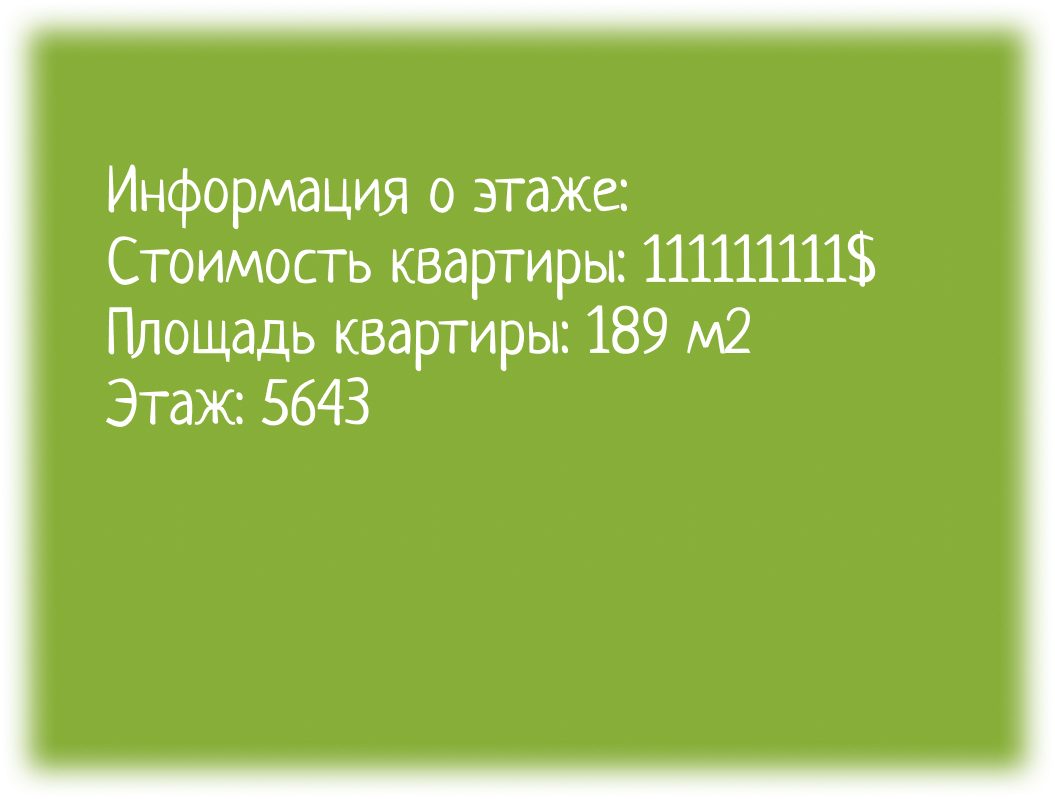 Информация о этаже:
Стоимость квартиры: 111111111$
Площадь квартиры: 189 м2
Этаж: 5643